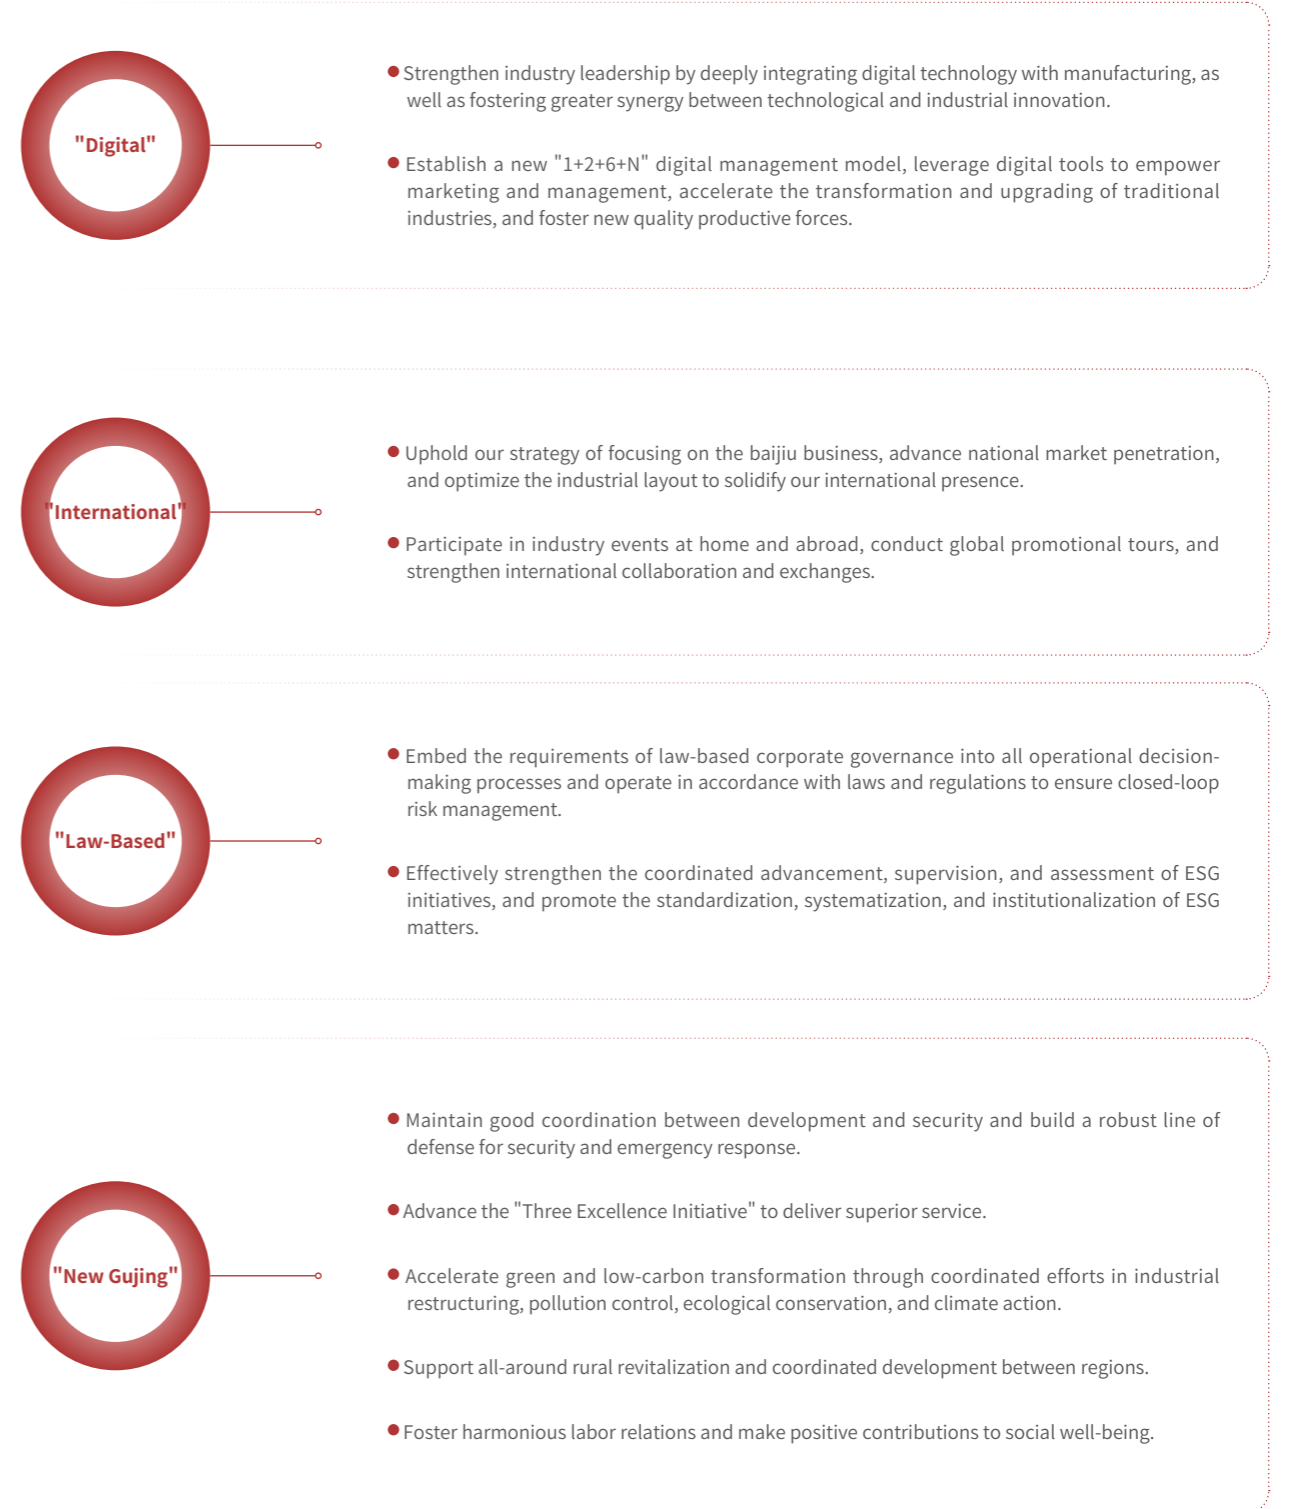 "Digital"
● Strengthen industry leadership by deeply integrating digital technology with manufacturing, as
well as fostering greater synergy between technological and industrial innovation.
● Establish a new "1+2+6+N" digital management model, leverage digital tools to empower
marketing and management, accelerate the transformation and upgrading of traditional
industries, and foster new quality productive forces.
"International"
● Uphold our strategy of focusing on the baijiu business, advance national market penetration,
and optimize the industrial layout to solidify our international presence.
● Participate in industry events at home and abroad, conduct global promotional tours, and
strengthen international collaboration and exchanges.
"Law-Based"
● Embed the requirements of law-based corporate governance into all operational decision-
making processes and operate in accordance with laws and regulations to ensure closed-loop
risk management.
● Effectively strengthen the coordinated advancement, supervision, and assessment of ESG
initiatives, and promote the standardization, systematization, and institutionalization of ESG
matters.
"New Gujing"
● Maintain good coordination between development and security and build a robust line of
defense for security and emergency response.
● Advance the "Three Excellence Initiative" to deliver superior service.
● Accelerate green and low-carbon transformation through coordinated efforts in industrial
restructuring, pollution control, ecological conservation, and climate action.
● Support all-around rural revitalization and coordinated development between regions.
● Foster harmonious labor relations and make positive contributions to social well-being.